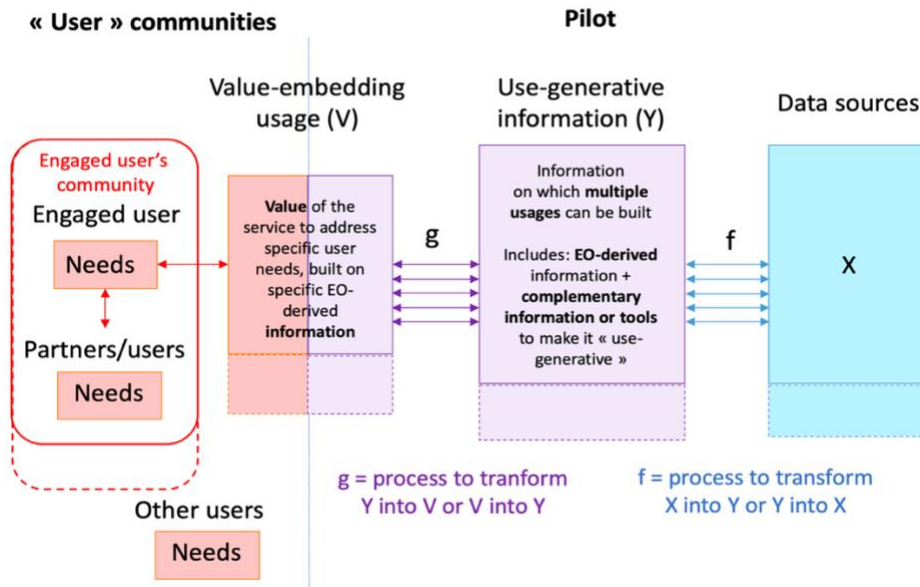 « User » communities
Pilot
Value-embedding
usage (V)
Use-generative
information (Y)
Data sources
Engaged user's
community
Engaged user
Needs
Partners/users
Needs
Value of the
service to address
specific user
needs, built on
specific EO-
derived
information
g
Information
on which multiple
usages can be built
Includes: EO-derived
information +
complementary
information or tools
to make it « use-
generative »
f
X
g = process to tranform
Y into V or V into Y
f = process to transform
X into Y or Y into X
Other users
Needs